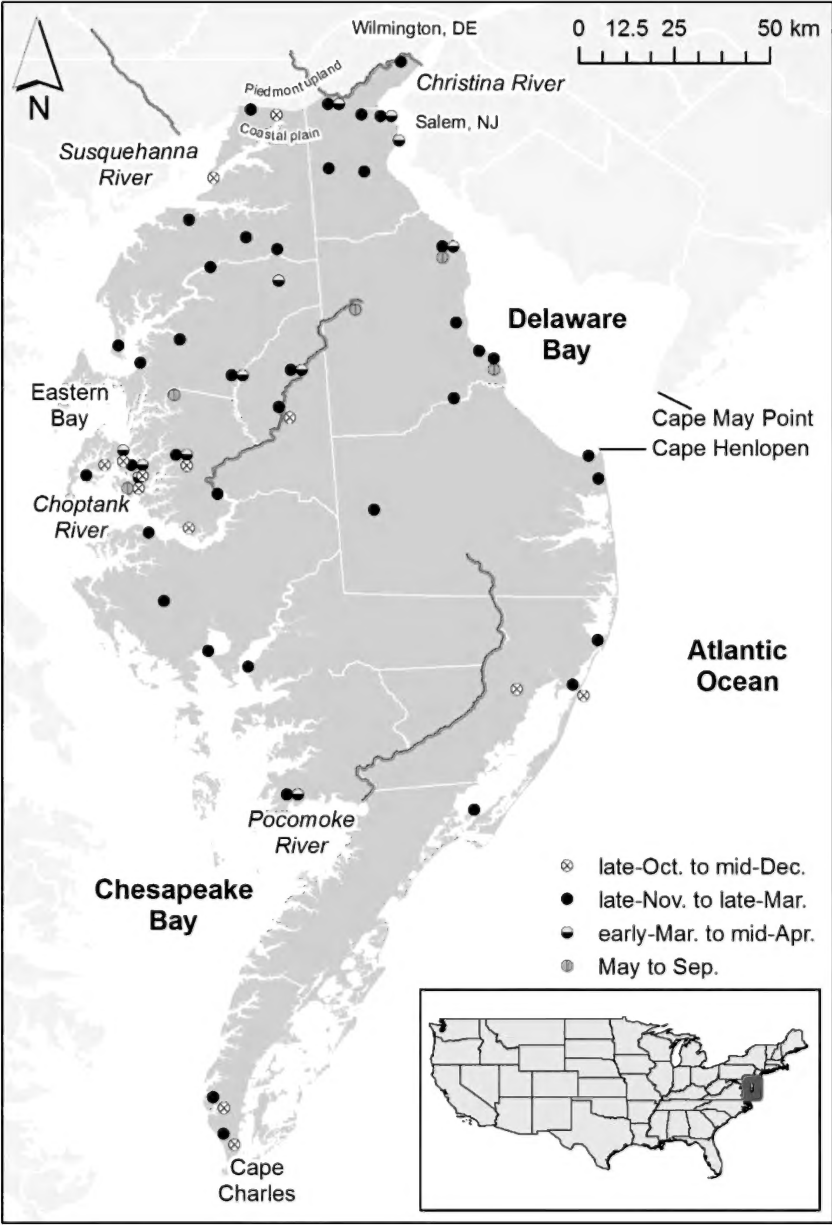 Wilmington, DE
0 12.5 25 50 km
N
Piedmont upland
Christina River
Coastal plain
Salem, NJ
Susquehanna
River
Delaware
Bay
Eastern
Bay
Cape May Point
Cape Henlopen
Choptank
River
Atlantic
Ocean
Pocomoke
River
Chesapeake
Bay
late-Oct. to mid-Dec.
late-Nov. to late-Mar.
early-Mar. to mid-Apr.
May to Sep.
Cape
Charles